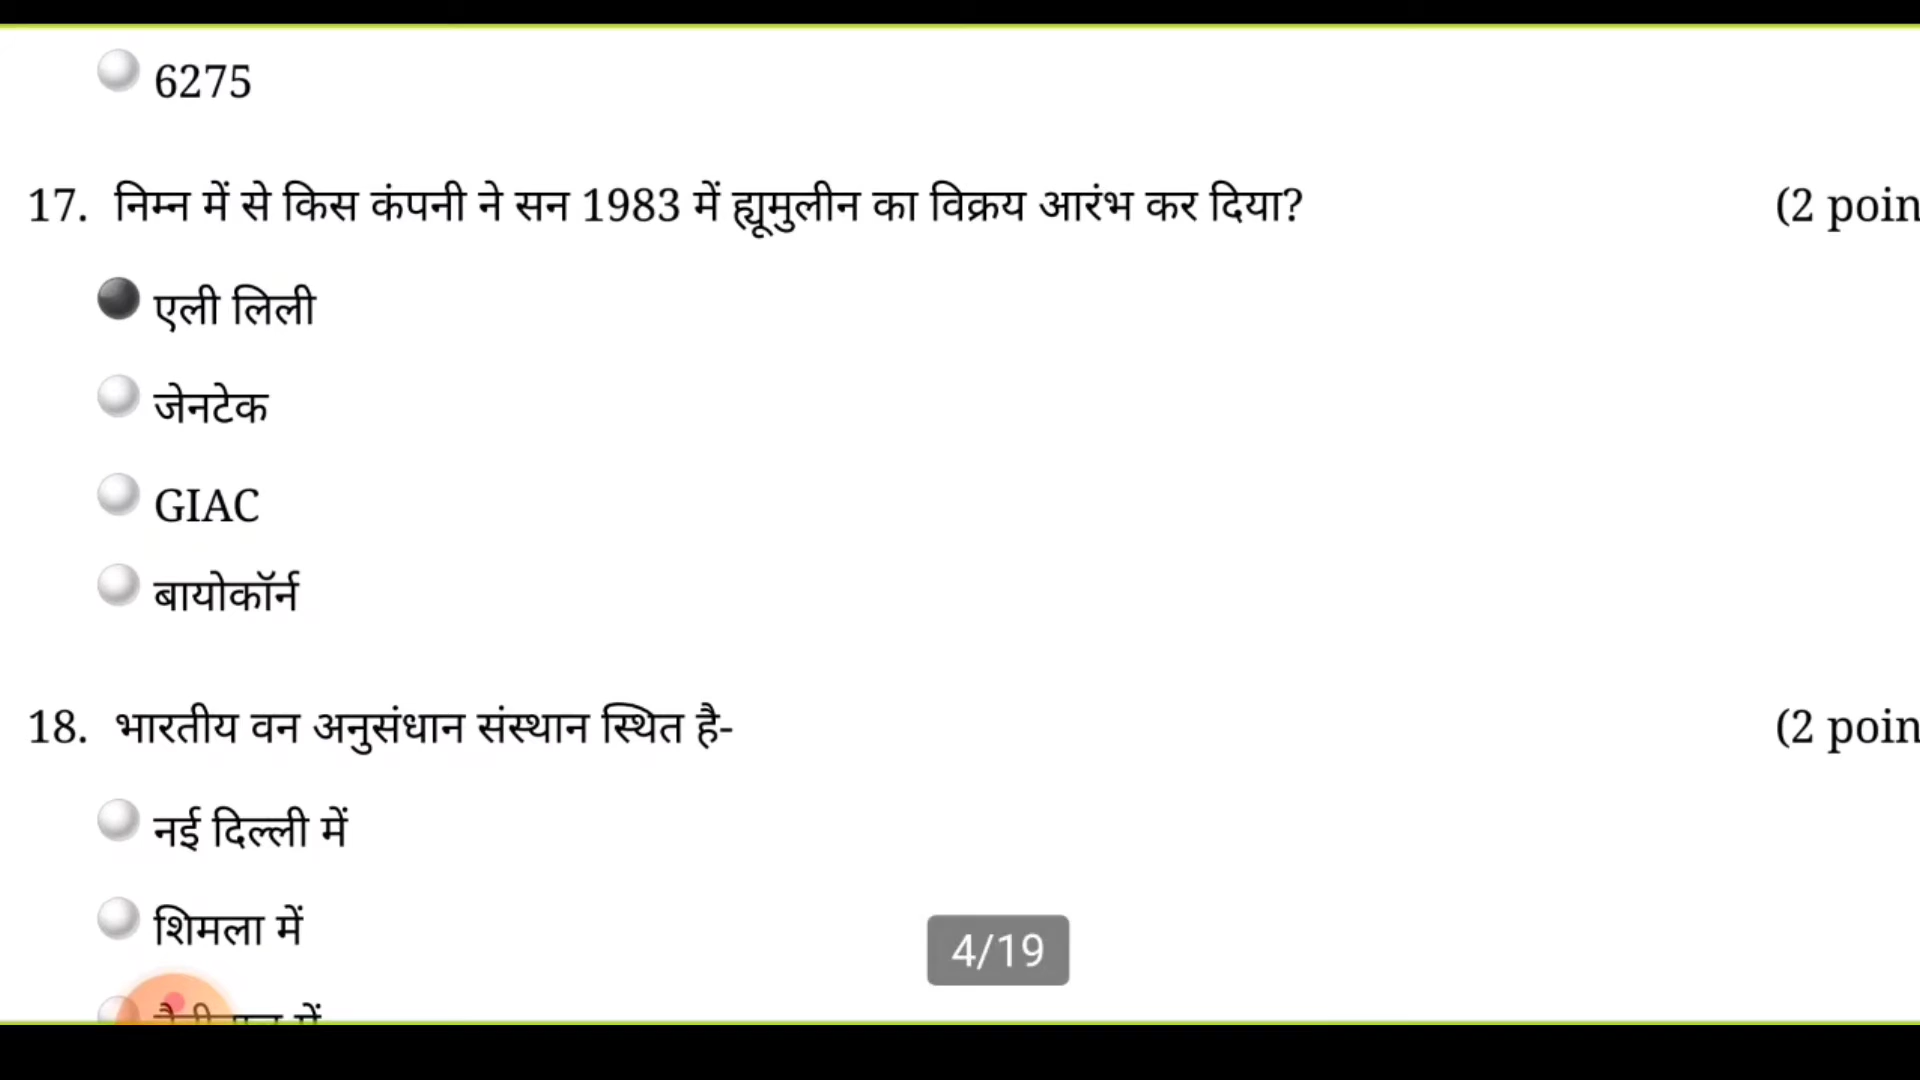 6275
17. निम्न में से किस कंपनी ने सन 1983 में ह्यूमुलीन का विक्रय आरंभ कर दिया? (2 poin
एली लिली
जेनटेक
GIAC
बायोकॉर्न
18. भारतीय वन अनुसंधान संस्थान स्थित है- (2 poin
नई दिल्ली में
शिमला में
4/19
में